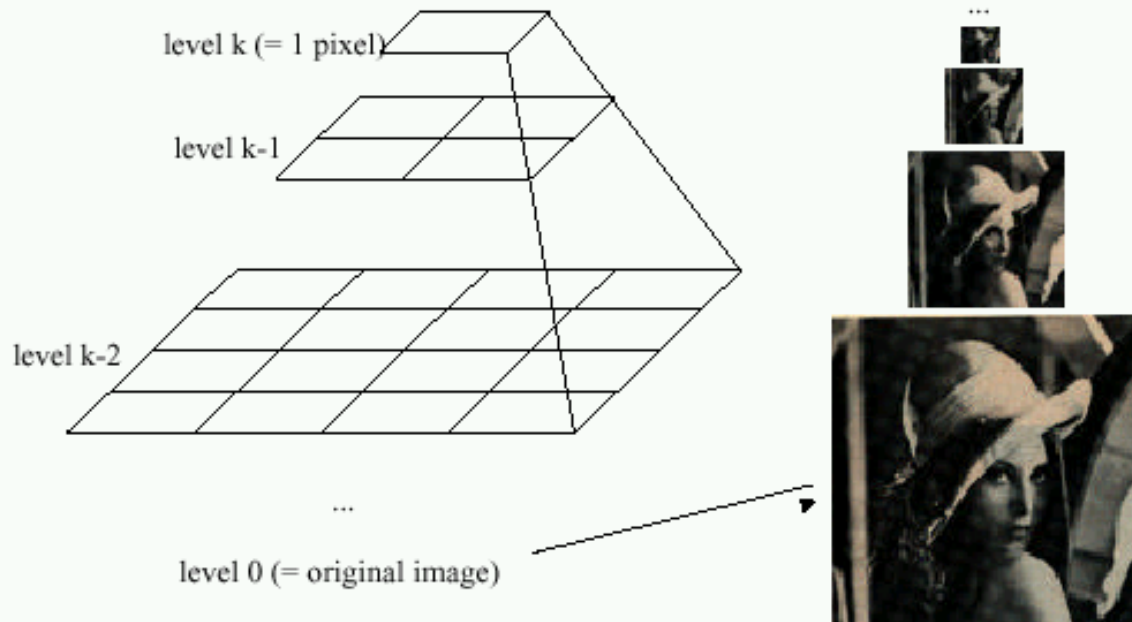 ...
level k (= 1 pixel)
level k-1
level k-2
...
level 0 (= original image)